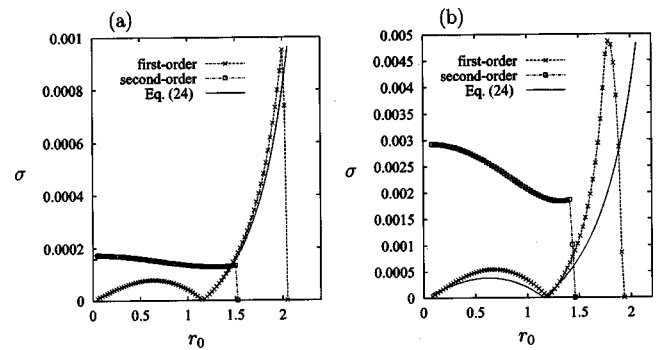 (a)
0.001
0.0008
0.0006
0.0004
0.0002
0
σ
first-order
second-order
Eq. (24)
0 0.5 1 1.5 2
r0
(b)
0.005
0.0045
0.004
0.0035
0.003
0.0025
0.002
0.0015
0.001
0.0005
0
σ
first-order
second-order
Eq. (24)
0 0.5 1 1.5 2
r0